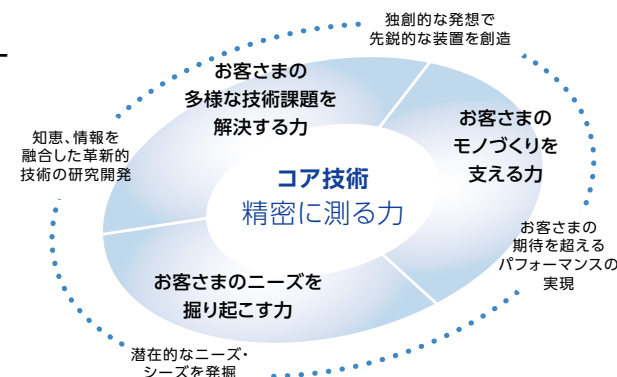 独創的な発想で
先鋭的な装置を創造
お客さまの
多様な技術課題を
解決する力
お客さまの
モノづくりを
支える力
知恵、情報を
融合した革新的
技術の研究開発
コア技術
精密に測る力
お客さまの
期待を超える
パフォーマンスの
実現
お客さまのニーズを
掘り起こす力
潜在的なニーズ・
シーズを発掘